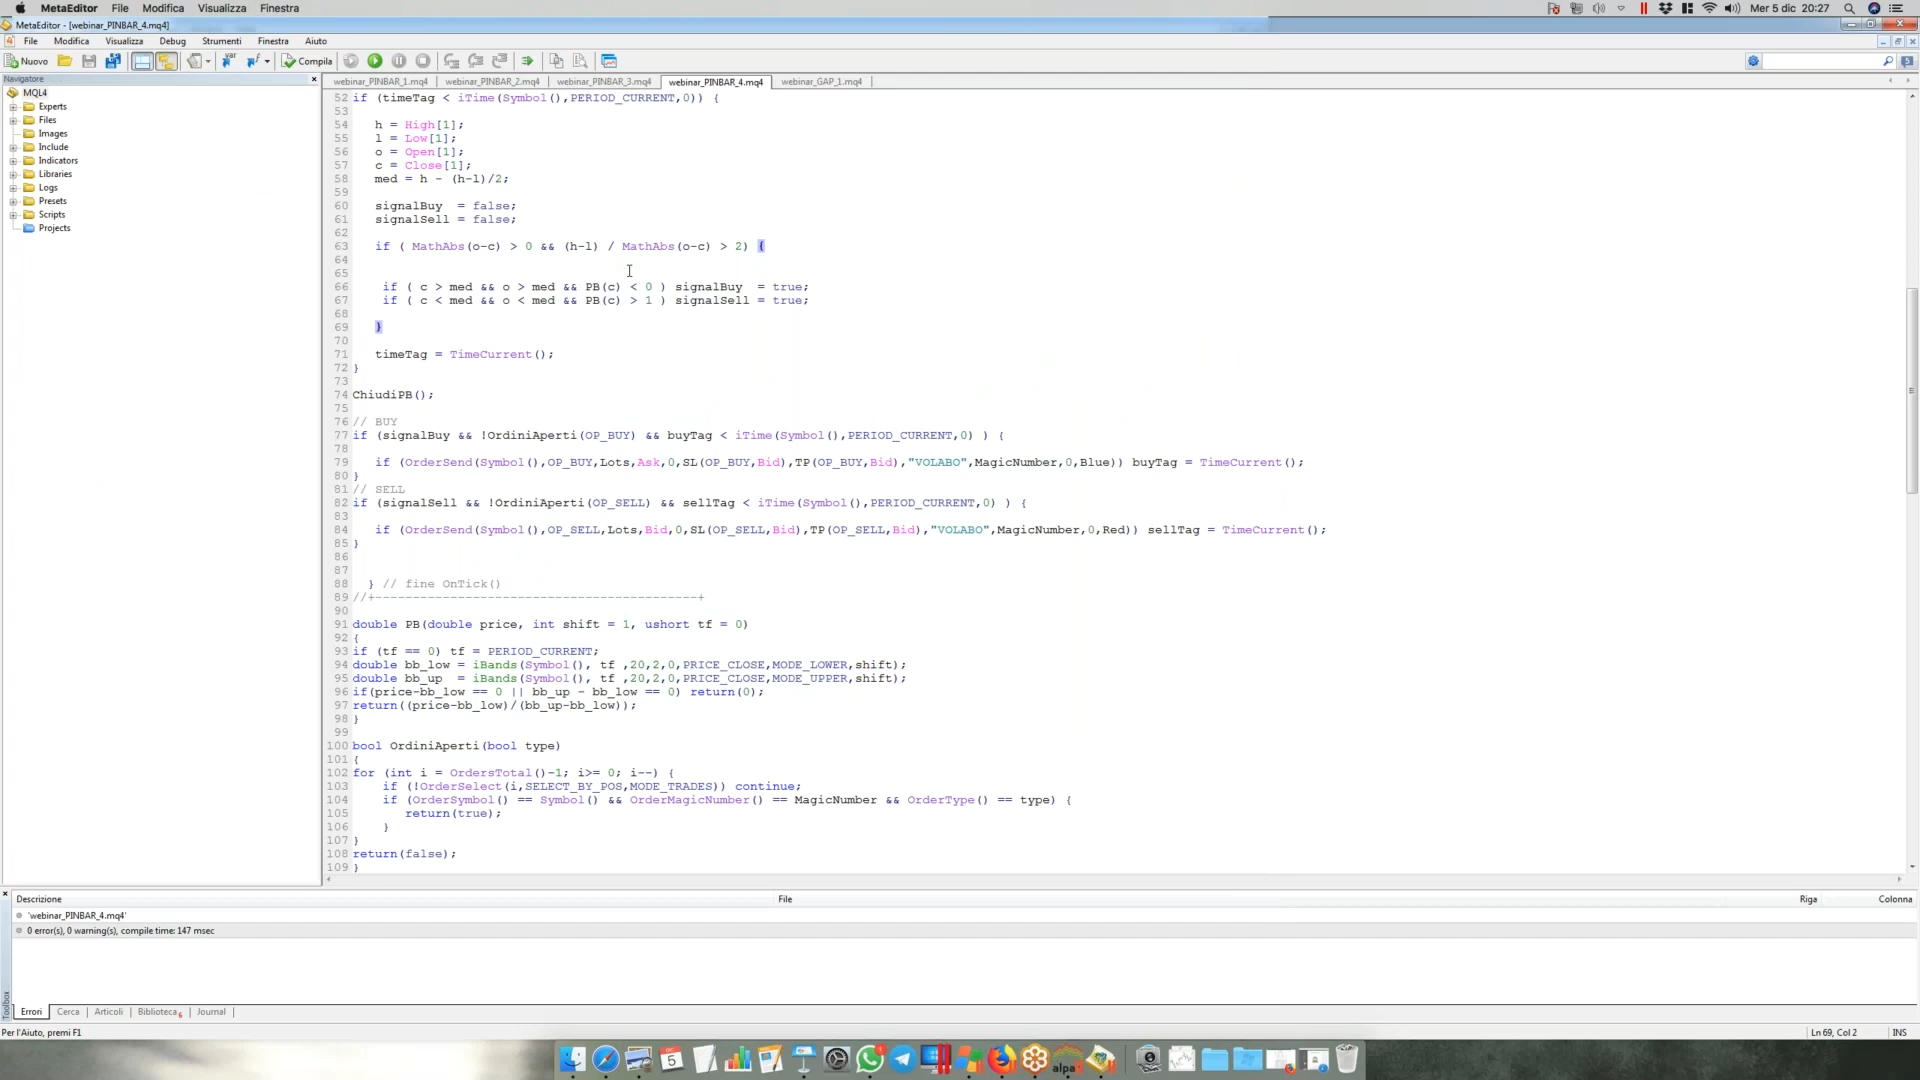 MetaEditor File Modifica Visualizza Finestra Mer 5 dic 20:27
MetaEditor - [webinar_PINBAR_4.mq4]
File Modifica Visualizza Debug Strumenti Finestra Aiuto
Nuovo Compila
Navigatore
webinar_PINBAR_1.mq4 webinar_PINBAR_2.mq4 webinar_PINBAR_3.mq4 webinar_PINBAR_4.mq4 webinar_GAP_1.mq4
MQL4
Experts
Files
Images
Include
Indicators
Libraries
Logs
Presets
Scripts
Projects
52 if (timeTag < iTime(Symbol(),PERIOD_CURRENT,0)) {
53
54 h = High[1];
55 l = Low[1];
56 o = Open[1];
57 c = Close[1];
58 med = h - (h-l)/2;
59
60 signalBuy = false;
61 signalSell = false;
62
63 if ( MathAbs(o-c) > 0 && (h-l) / MathAbs(o-c) > 2) {
64
65
66 if ( c > med && o > med && PB(c) < 0 ) signalBuy = true;
67 if ( c < med && o < med && PB(c) > 1 ) signalSell = true;
68
69 }
70
71 timeTag = TimeCurrent();
72 }
73
74 ChiudiPB();
75
76 // BUY
77 if (signalBuy && !OrdiniAperti(OP_BUY) && buyTag < iTime(Symbol(),PERIOD_CURRENT,0) ) {
78
79 if (OrderSend(Symbol(),OP_BUY,Lots,Ask,0,SL(OP_BUY,Bid),TP(OP_BUY,Bid),"VOLABO",MagicNumber,0,Blue)) buyTag = TimeCurrent();
80 }
81 // SELL
82 if (signalSell && !OrdiniAperti(OP_SELL) && sellTag < iTime(Symbol(),PERIOD_CURRENT,0) ) {
83
84 if (OrderSend(Symbol(),OP_SELL,Lots,Bid,0,SL(OP_SELL,Bid),TP(OP_SELL,Bid),"VOLABO",MagicNumber,0,Red)) sellTag = TimeCurrent();
85 }
86
87
88 } // fine OnTick()
89 //+--------------------------------------------+
90
91 double PB(double price, int shift = 1, ushort tf = 0)
92 {
93 if (tf == 0) tf = PERIOD_CURRENT;
94 double bb_low = iBands(Symbol(), tf ,20,2,0,PRICE_CLOSE,MODE_LOWER,shift);
95 double bb_up = iBands(Symbol(), tf ,20,2,0,PRICE_CLOSE,MODE_UPPER,shift);
96 if(price-bb_low == 0 || bb_up - bb_low == 0) return(0);
97 return((price-bb_low)/(bb_up-bb_low));
98 }
99
100 bool OrdiniAperti(bool type)
101 {
102 for (int i = OrdersTotal()-1; i>= 0; i--) {
103 if (!OrderSelect(i,SELECT_BY_POS,MODE_TRADES)) continue;
104 if (OrderSymbol() == Symbol() && OrderMagicNumber() == MagicNumber && OrderType() == type) {
105 return(true);
106 }
107 }
108 return(false);
109 }
Descrizione File Riga Colonna
'webinar_PINBAR_4.mq4'
0 error(s), 0 warning(s), compile time: 147 msec
Toolbox
Errori Cerca Articoli Biblioteca6 Journal
Per l'Aiuto, premi F1 Ln 69, Col 2 INS
5
alpa